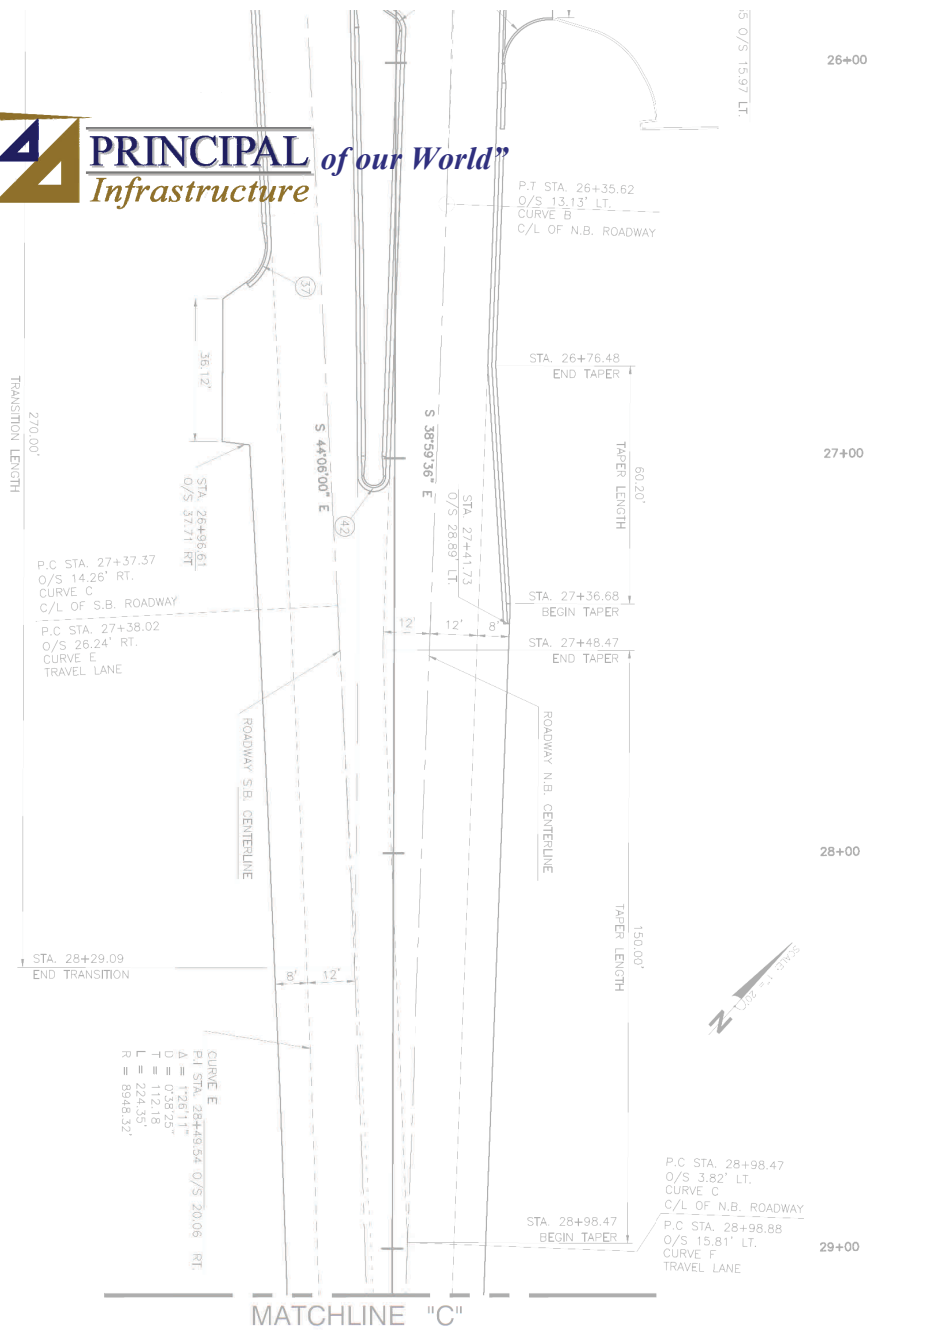 26+00
O/S 15.97 LT.
PRINCIPAL
Infrastructure
of our World”
P.T STA. 26+35.62
O/S 13.13' LT.
CURVE B
C/L OF N.B. ROADWAY
37
36.12'
STA. 26+76.48
END TAPER
270.00'
TRANSITION LENGTH
S 44°06'00" E
S 38°59'36" E
60.20'
TAPER LENGTH
27+00
STA. 26+96.61
O/S 37.71 RT
42
STA. 27+41.73
O/S 28.89' LT.
P.C STA. 27+37.37
O/S 14.26' RT.
CURVE C
C/L OF S.B. ROADWAY
P.C STA. 27+38.02
O/S 26.24' RT.
CURVE E
TRAVEL LANE
STA. 27+36.68
BEGIN TAPER
12'
12'
8'
STA. 27+48.47
END TAPER
ROADWAY S.B. CENTERLINE
ROADWAY N.B. CENTERLINE
28+00
150.00'
TAPER LENGTH
STA. 28+29.09
END TRANSITION
8'
12'
SCALE: 1" = 20'
N
CURVE E
P.I STA. 28+49.54 O/S 20.06 RT.
Δ = 1°26'11"
D = 0°38'25"
T = 112.18
L = 224.35'
R = 8948.32'
P.C STA. 28+98.47
O/S 3.82' LT.
CURVE C
C/L OF N.B. ROADWAY
P.C STA. 28+98.88
O/S 15.81' LT.
CURVE F
TRAVEL LANE
STA. 28+98.47
BEGIN TAPER
29+00
MATCHLINE "C"